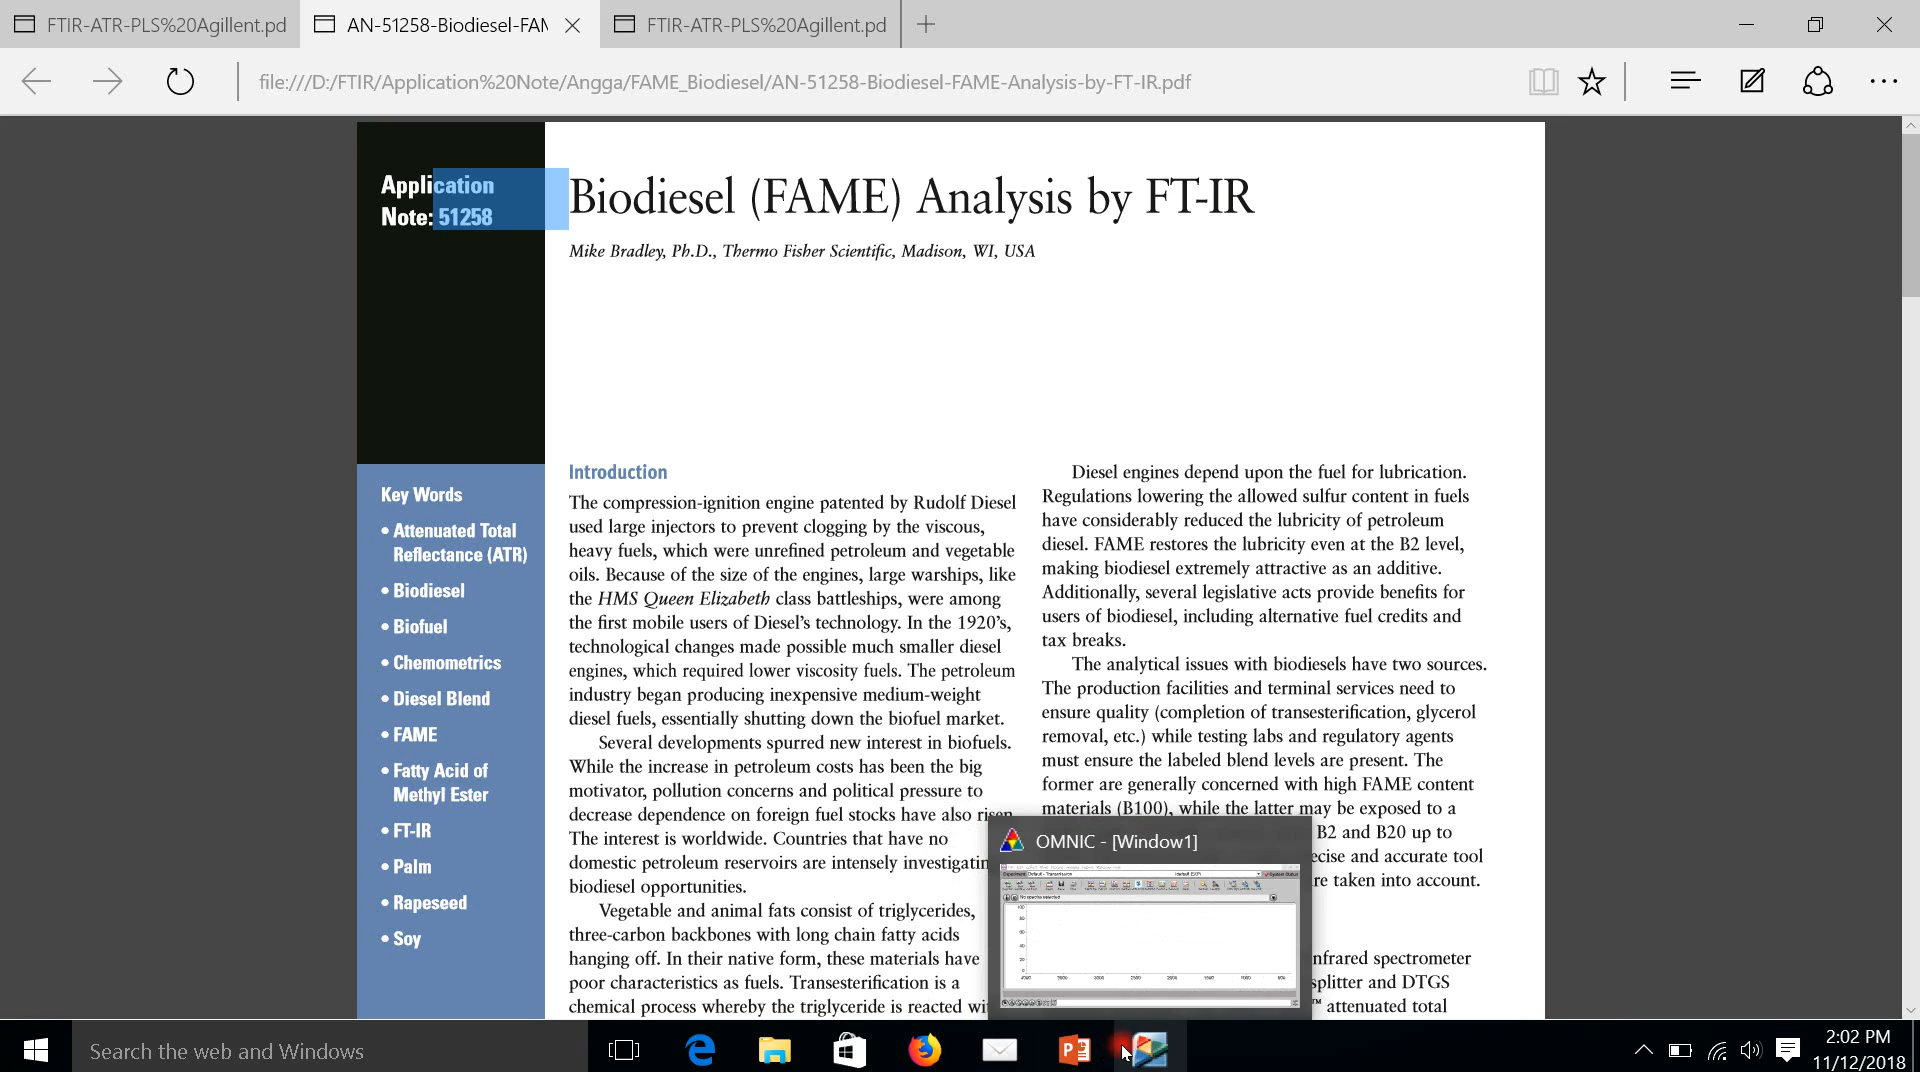 FTIR-ATR-PLS%20Agillent.pd
AN-51258-Biodiesel-FAM
FTIR-ATR-PLS%20Agillent.pd
file:///D:/FTIR/Application%20Note/Angga/FAME_Biodiesel/AN-51258-Biodiesel-FAME-Analysis-by-FT-IR.pdf
Application
Note: 51258
Biodiesel (FAME) Analysis by FT-IR
Mike Bradley, Ph.D., Thermo Fisher Scientific, Madison, WI, USA
Key Words
• Attenuated Total
Reflectance (ATR)
• Biodiesel
• Biofuel
• Chemometrics
• Diesel Blend
• FAME
• Fatty Acid of
Methyl Ester
• FT-IR
• Palm
• Rapeseed
• Soy
Introduction
The compression-ignition engine patented by Rudolf Diesel
used large injectors to prevent clogging by the viscous,
heavy fuels, which were unrefined petroleum and vegetable
oils. Because of the size of the engines, large warships, like
the HMS Queen Elizabeth class battleships, were among
the first mobile users of Diesel's technology. In the 1920's,
technological changes made possible much smaller diesel
engines, which required lower viscosity fuels. The petroleum
industry began producing inexpensive medium-weight
diesel fuels, essentially shutting down the biofuel market.
Several developments spurred new interest in biofuels.
While the increase in petroleum costs has been the big
motivator, pollution concerns and political pressure to
decrease dependence on foreign fuel stocks have also risen.
The interest is worldwide. Countries that have no
domestic petroleum reservoirs are intensely investigatin
biodiesel opportunities.
Vegetable and animal fats consist of triglycerides,
three-carbon backbones with long chain fatty acids
hanging off. In their native form, these materials have
poor characteristics as fuels. Transesterification is a
chemical process whereby the triglyceride is reacted wi
Diesel engines depend upon the fuel for lubrication.
Regulations lowering the allowed sulfur content in fuels
have considerably reduced the lubricity of petroleum
diesel. FAME restores the lubricity even at the B2 level,
making biodiesel extremely attractive as an additive.
Additionally, several legislative acts provide benefits for
users of biodiesel, including alternative fuel credits and
tax breaks.
The analytical issues with biodiesels have two sources.
The production facilities and terminal services need to
ensure quality (completion of transesterification, glycerol
removal, etc.) while testing labs and regulatory agents
must ensure the labeled blend levels are present. The
former are generally concerned with high FAME content
materials (B100), while the latter may be exposed to a
B2 and B20 up to
ecise and accurate tool
re taken into account.
nfrared spectrometer
splitter and DTGS
™ attenuated total
OMNIC - [Window1]
Search the web and Windows
2:02 PM
11/12/2018